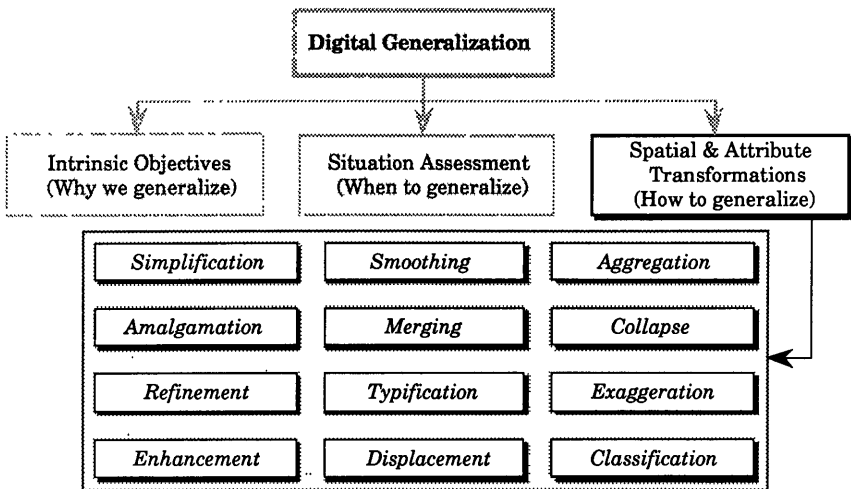 Digital Generalization
Intrinsic Objectives
(Why we generalize)
Situation Assessment
(When to generalize)
Spatial & Attribute
Transformations
(How to generalize)
Simplification
Smoothing
Aggregation
Amalgamation
Merging
Collapse
Refinement
Typification
Exaggeration
Enhancement
Displacement
Classification